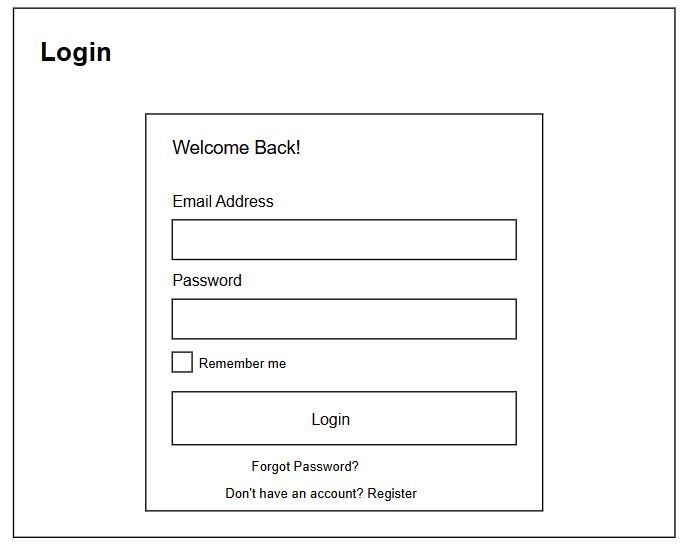 Login
Welcome Back!
Email Address
Password
Remember me
Login
Forgot Password?
Don't have an account? Register